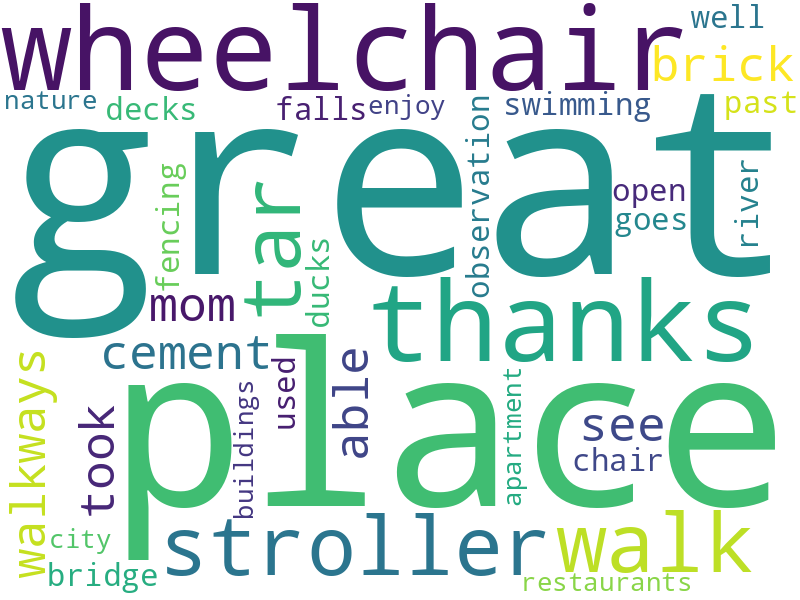 wheelchair
well
brick
nature
decks
falls
enjoy
swimming
past
great
observation
fencing
tar
open
goes
river
ducks
mom
thanks
cement
place
walkways
took
buildings
used
able
see
chair
apartment
stroller
walk
city
bridge
restaurants